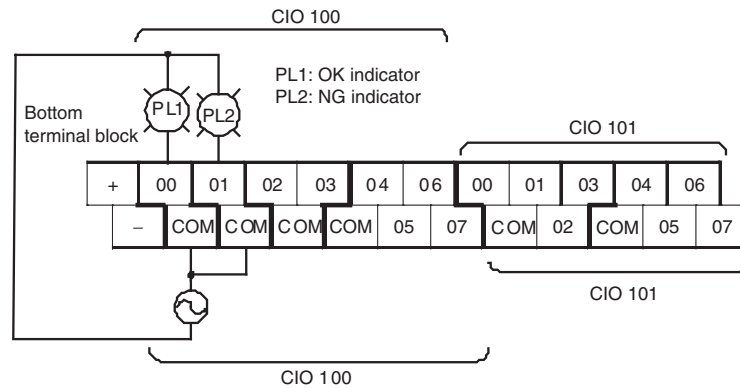 CIO 100
PL1: OK indicator
PL2: NG indicator
PL1
PL2
Bottom
terminal block
CIO 101
+ 00 01 02 03 04 06 00 01 03 04 06
− COM COM COM COM 05 07 COM 02 COM 05 07
CIO 101
CIO 100